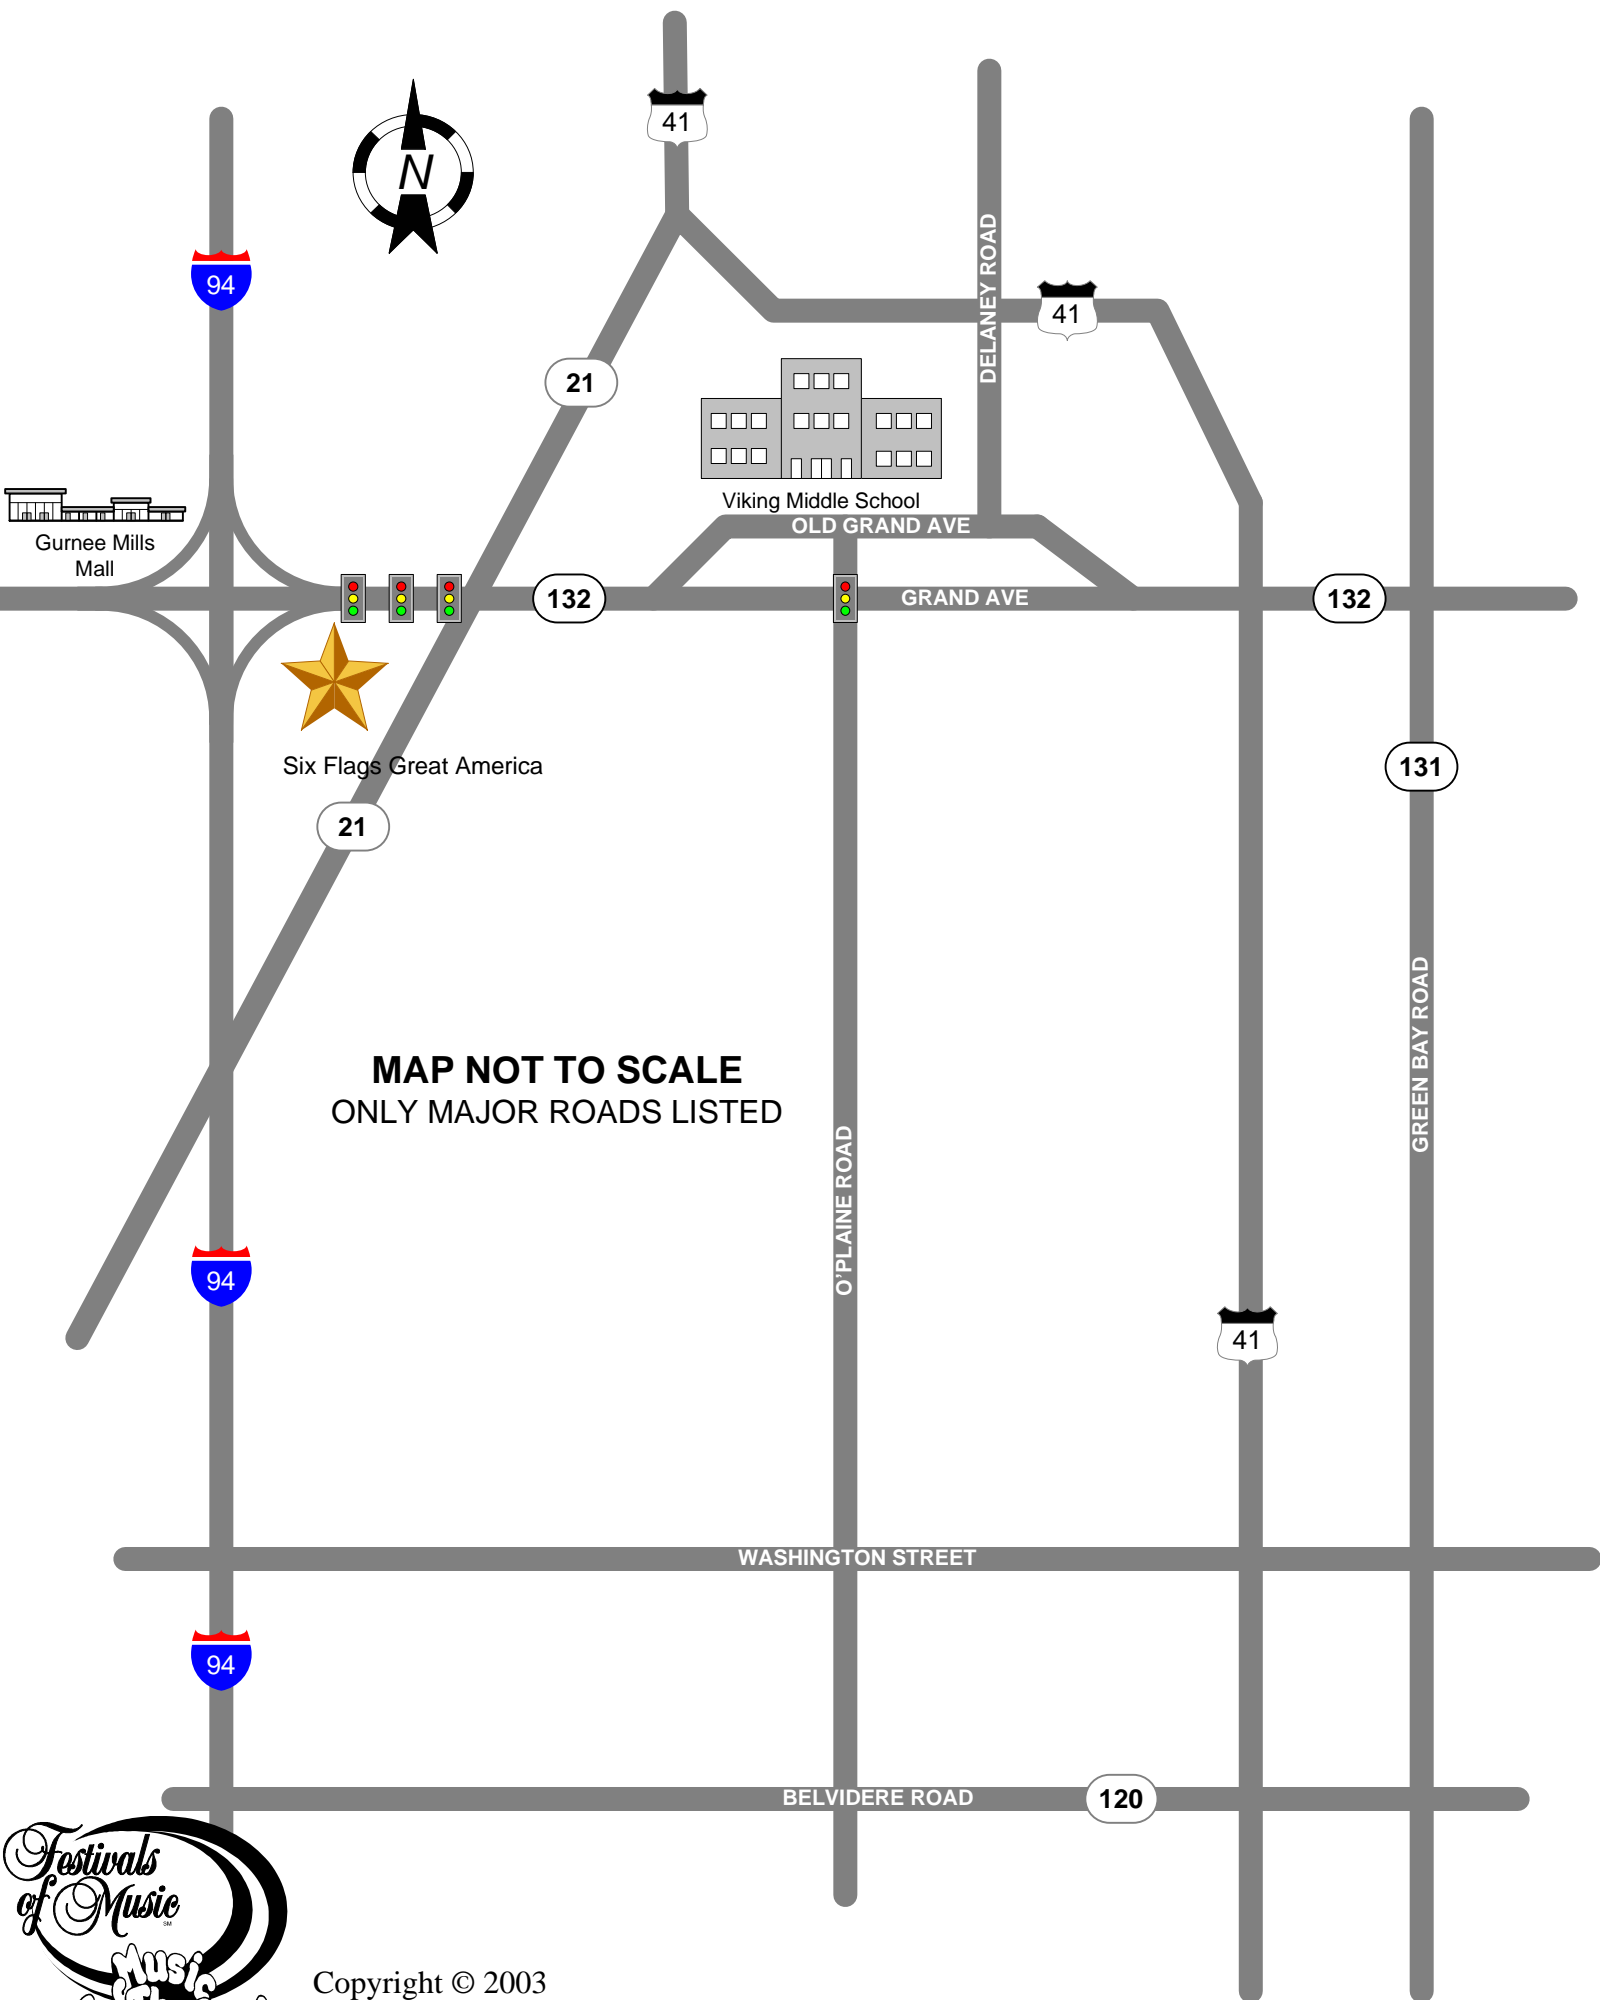 41
N
94
DELANEY ROAD
41
21
Viking Middle School
OLD GRAND AVE
Gurnee Mills
Mall
132
GRAND AVE
132
Six Flags Great America
131
21
GREEN BAY ROAD
MAP NOT TO SCALE
ONLY MAJOR ROADS LISTED
O'PLAINE ROAD
94
41
WASHINGTON STREET
94
BELVIDERE ROAD
120
Festivals
of Music
SM
Music
Copyright © 2003